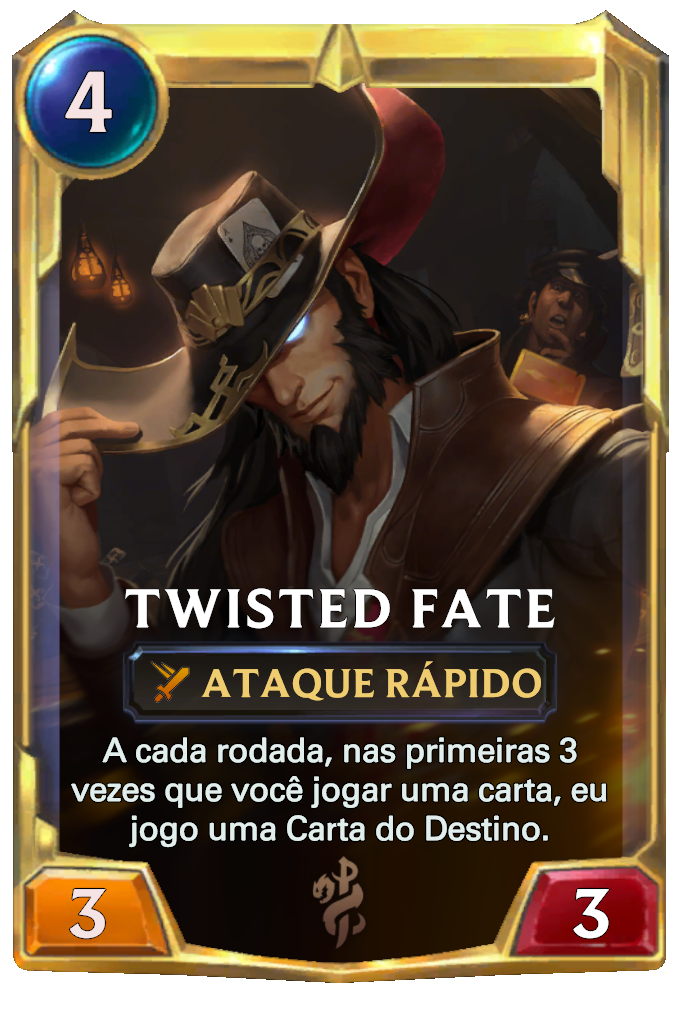 4
TWISTED FATE
ATAQUE RÁPIDO
A cada rodada, nas primeiras 3
vezes que você jogar uma carta, eu
jogo uma Carta do Destino.
3
3